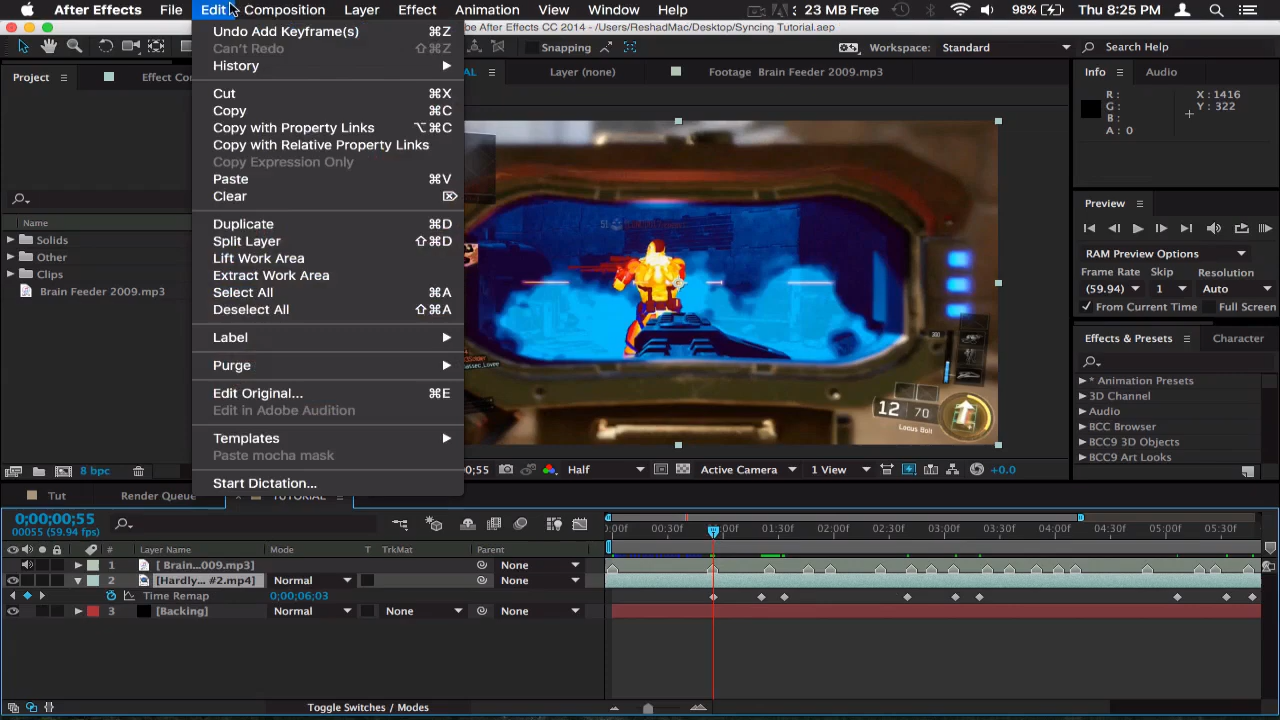 After Effects File Edit Composition Layer Effect Animation View Window Help 23 MB Free 98% Thu 8:25 PM
After Effects CC 2014 - /Users/ReshadMac/Desktop/Syncing Tutorial.aep
Snapping Workspace: Standard Search Help
Project Effect Co AL Layer (none) Footage Brain Feeder 2009.mp3 Info Audio
Undo Add Keyframe(s) ⌘Z
Can't Redo ⇧⌘Z
History
Cut ⌘X
Copy ⌘C
Copy with Property Links ⌥⌘C
Copy with Relative Property Links
Copy Expression Only
Paste ⌘V
Clear ⌦
Duplicate ⌘D
Split Layer ⇧⌘D
Lift Work Area
Extract Work Area
Select All ⌘A
Deselect All ⇧⌘A
Label
Purge
Edit Original... ⌘E
Edit in Adobe Audition
Templates
Paste mocha mask
Start Dictation...
Name
Solids
Other
Clips
Brain Feeder 2009.mp3
8 bpc
51
12 70
Locus Bolt
R: X: 1416
G: Y: 322
B:
A: 0
Preview
RAM Preview Options
Frame Rate Skip Resolution
(59.94) 1 Auto
From Current Time Full Screen
Effects & Presets Character
* Animation Presets
3D Channel
Audio
BCC Browser
BCC9 3D Objects
BCC9 Art Looks
;55 Half Active Camera 1 View +0.0
Tut Render Queue TUTORIAL
0;00;00;55
00055 (59.94 fps)
:00f 00:30f 00f 01:30f 02:00f 02:30f 03:00f 03:30f 04:00f 04:30f 05:00f 05:30f
# Layer Name Mode T TrkMat Parent
1 [ Brain...009.mp3] None
2 [Hardly... #2.mp4] Normal None
Time Remap 0;00;06;03
3 [Backing] Normal None None
Toggle Switches / Modes